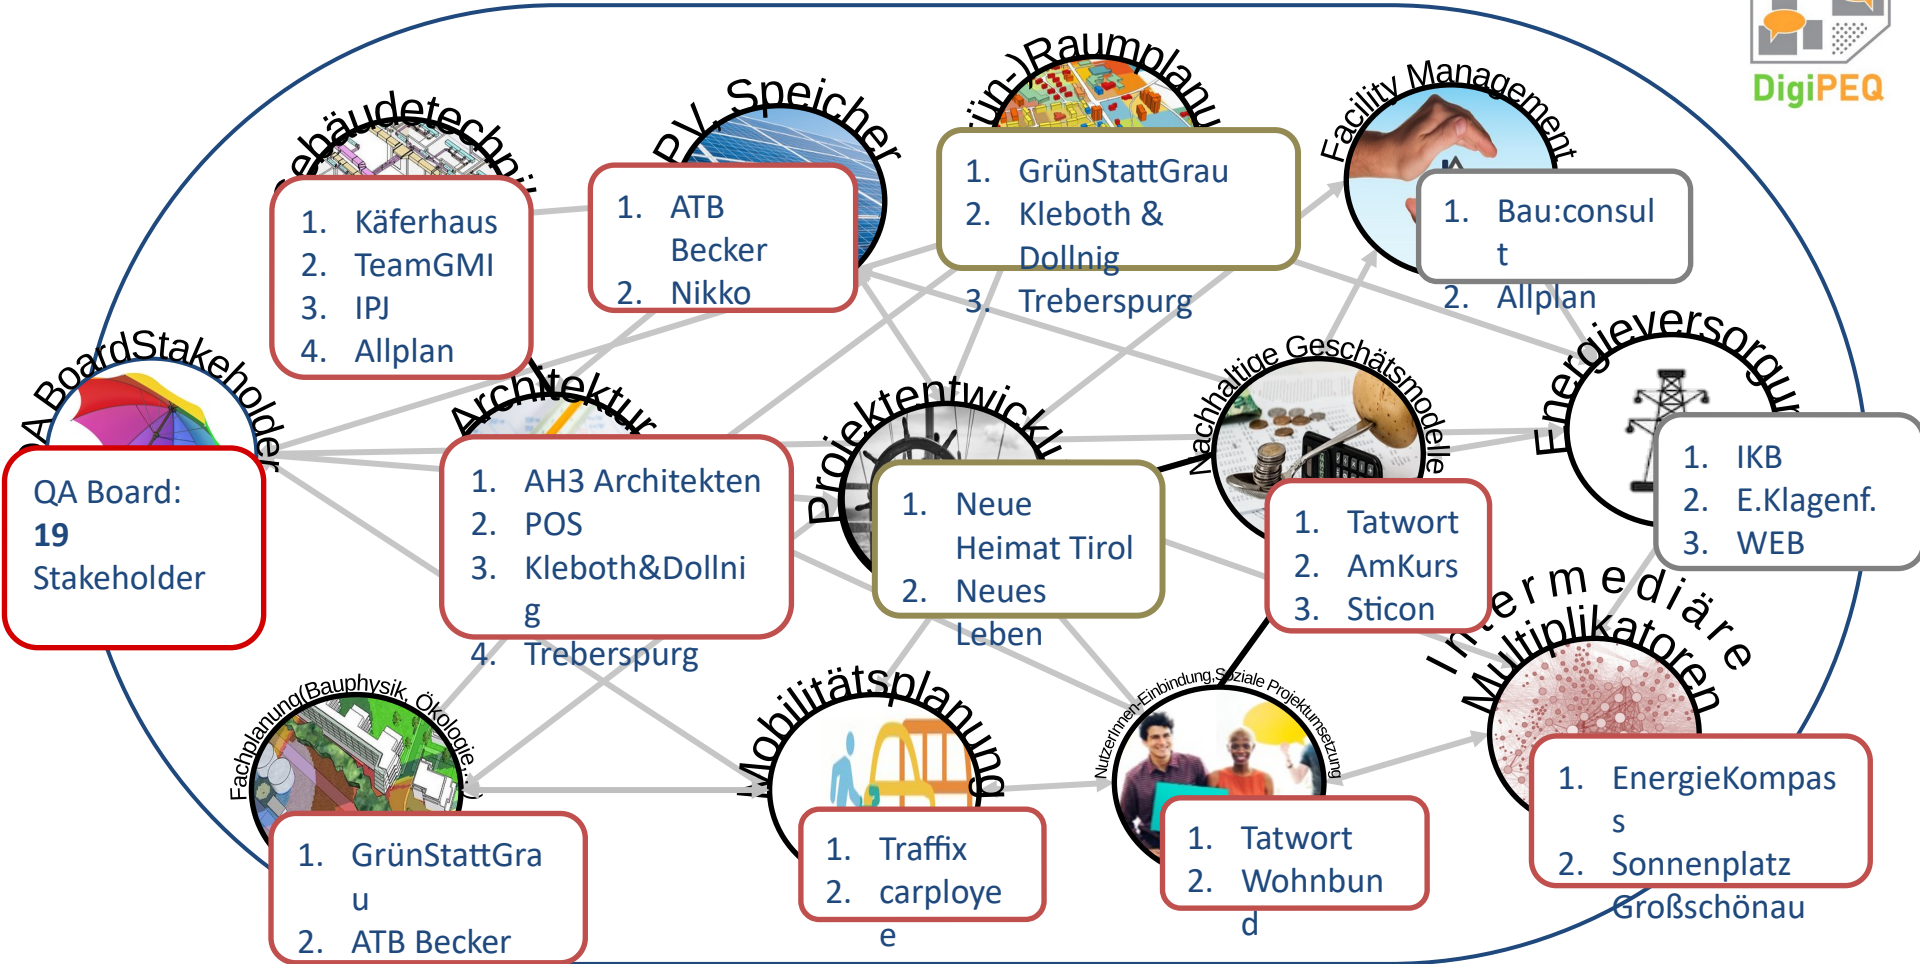 DigiPEQ
Gebäudetechnik
1. Käferhaus
2. TeamGMI
3. IPJ
4. Allplan
PV, Speicher
1. ATB
Becker
2. Nikko
ün-)Raumplanu
1. GrünStattGrau
2. Kleboth &
Dollnig
3. Treberspurg
Facility Management
1. Bau:consul
t
2. Allplan
QA BoardStakeholder
QA Board:
19
Stakeholder
Architektur
1. AH3 Architekten
2. POS
3. Kleboth&Dollni
g
4. Treberspurg
Projektentwicklu
1. Neue
Heimat Tirol
2. Neues
Leben
Nachhaltige Geschätsmodelle
1. Tatwort
2. AmKurs
3. Sticon
Energieversorgun
1. IKB
2. E.Klagenf.
3. WEB
Fachplanung(Bauphysik, Ökologie,...)
1. GrünStattGra
u
2. ATB Becker
Mobilitätsplanung
1. Traffix
2. carploye
e
NutzerInnen-Einbindung,Soziale Projektumsetzung
1. Tatwort
2. Wohnbun
d
Intermediäre
Multiplikatoren
1. EnergieKompas
s
2. Sonnenplatz
Großschönau